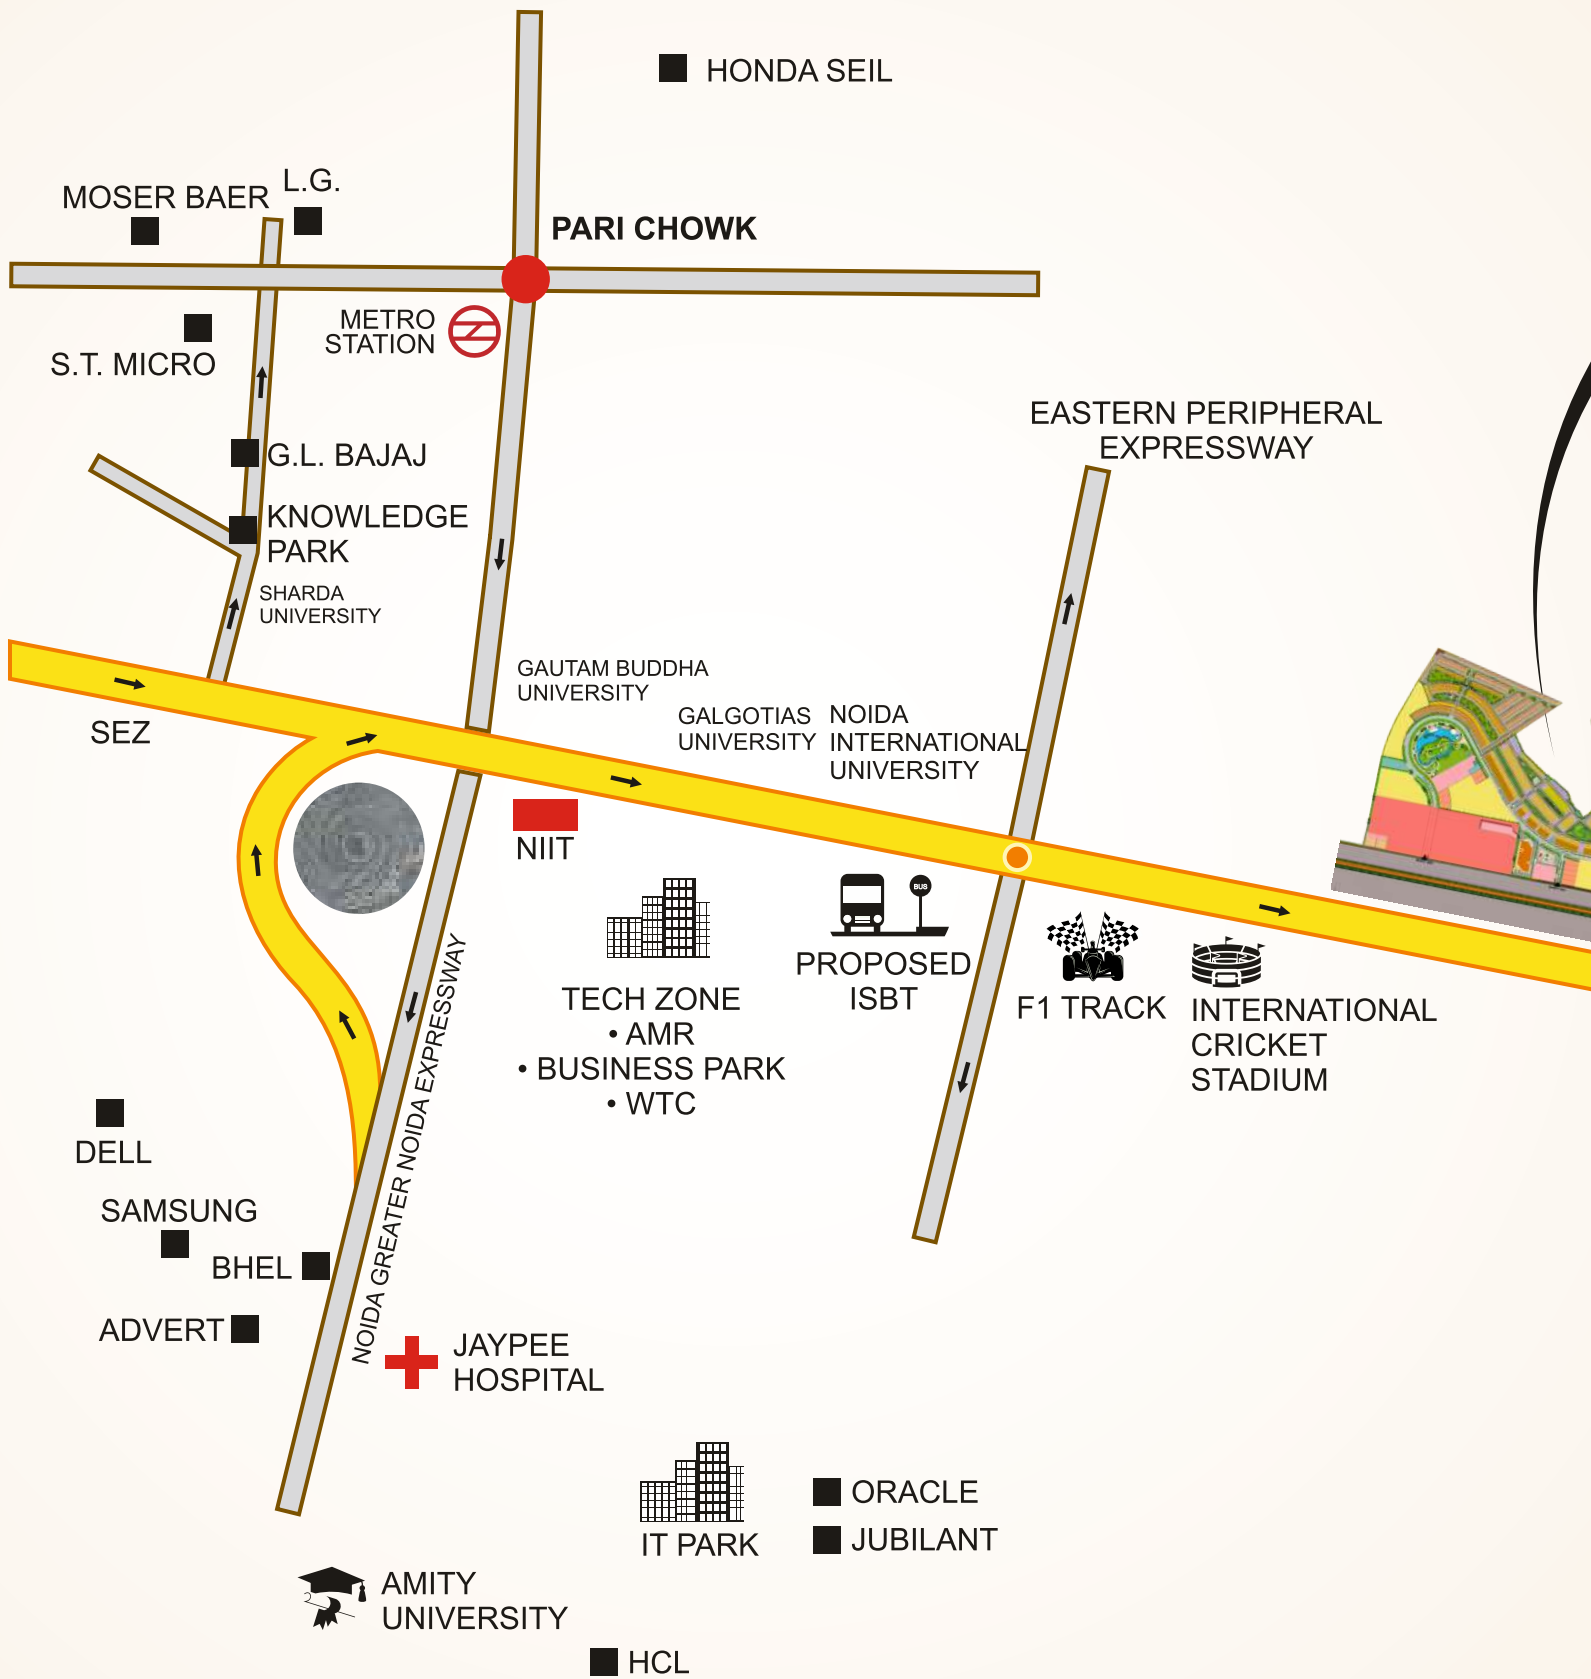 HONDA SEIL
L.G.
MOSER BAER
PARI CHOWK
METRO
STATION
S.T. MICRO
EASTERN PERIPHERAL
EXPRESSWAY
G.L. BAJAJ
KNOWLEDGE
PARK
SHARDA
UNIVERSITY
GAUTAM BUDDHA
UNIVERSITY
GALGOTIAS
UNIVERSITY
NOIDA
INTERNATIONAL
UNIVERSITY
SEZ
NIIT
BUS
PROPOSED
ISBT
F1 TRACK
INTERNATIONAL
CRICKET
STADIUM
TECH ZONE
• AMR
• BUSINESS PARK
• WTC
NOIDA GREATER NOIDA EXPRESSWAY
DELL
SAMSUNG
BHEL
ADVERT
JAYPEE
HOSPITAL
ORACLE
IT PARK
JUBILANT
AMITY
UNIVERSITY
HCL